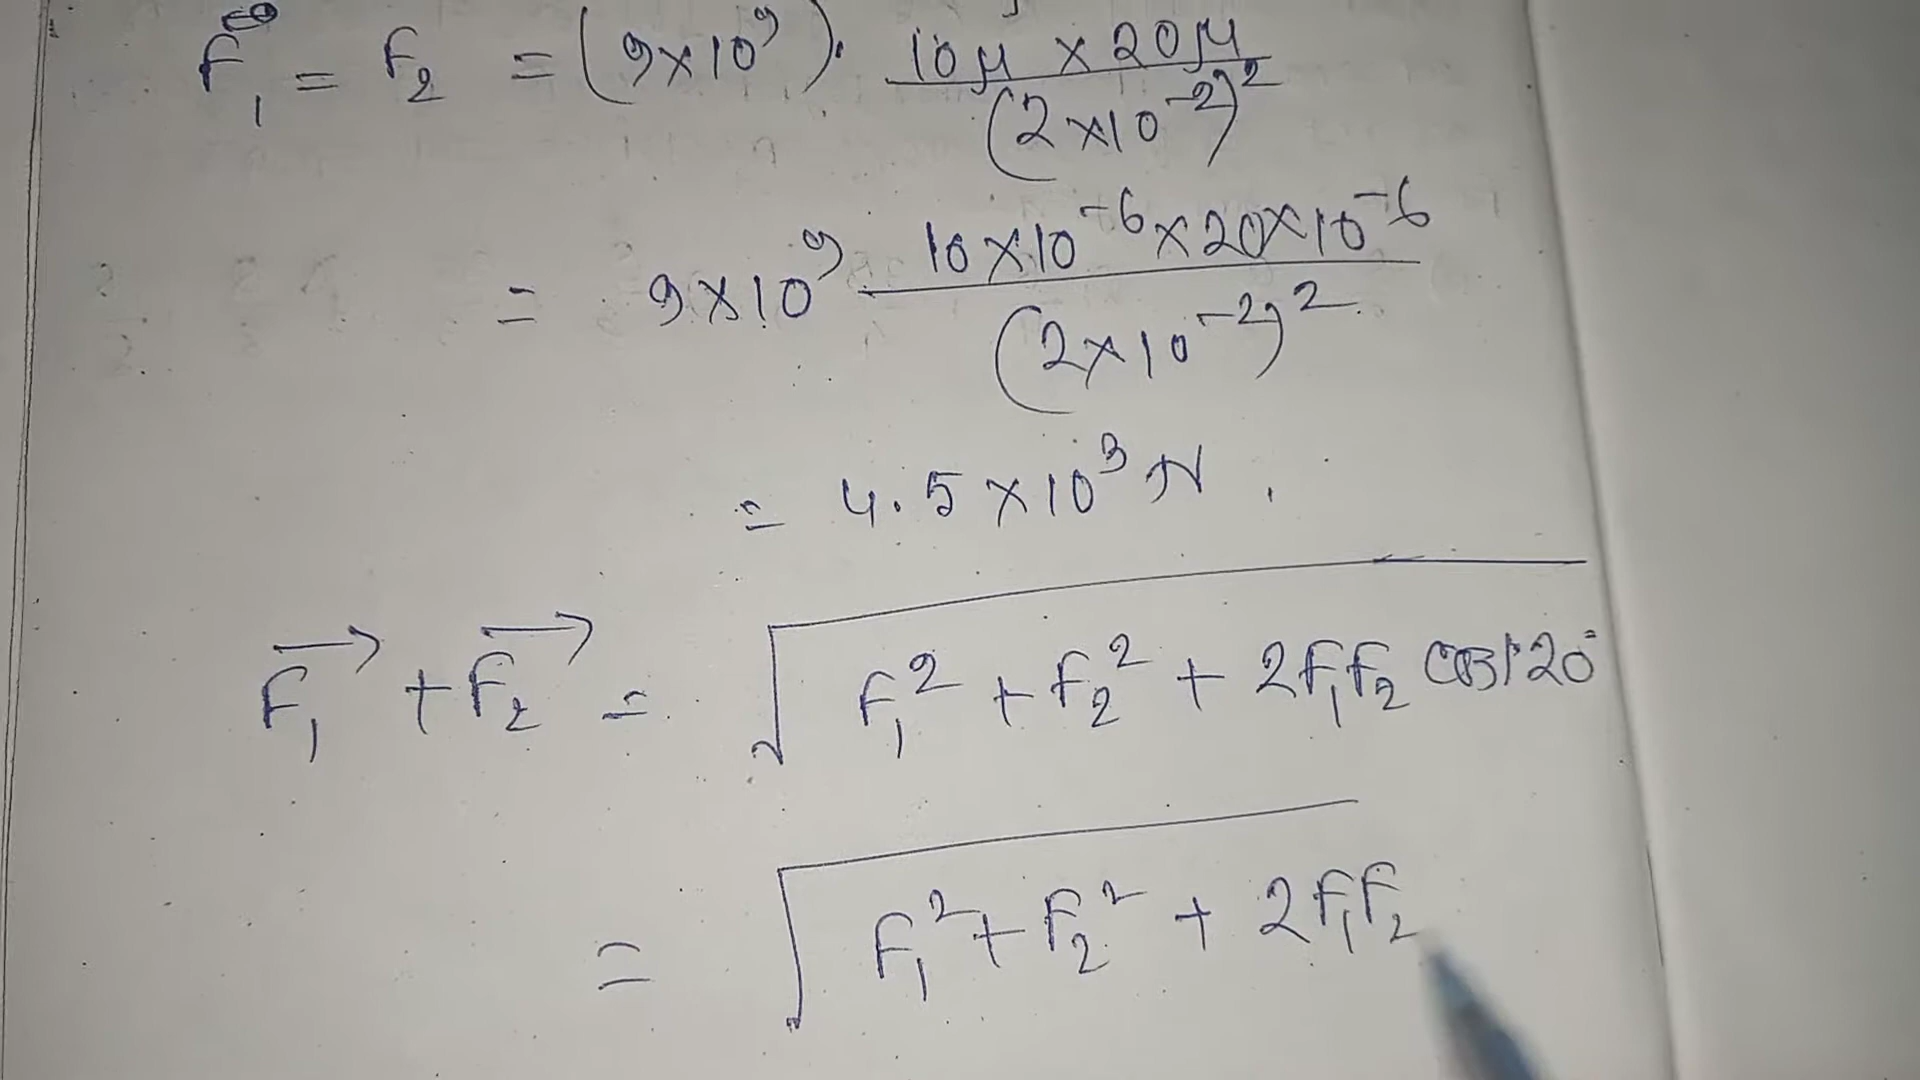 F₁ = F₂ = (9×10⁹). 10μ × 20μ / (2×10⁻²)²
= 9×10⁹ 10×10⁻⁶×20×10⁻⁶ / (2×10⁻²)²
= 4.5×10³ N.
F₁→ + F₂→ = √(F₁² + F₂² + 2F₁F₂ cos120°)
= √(F₁² + F₂² + 2F₁F₂